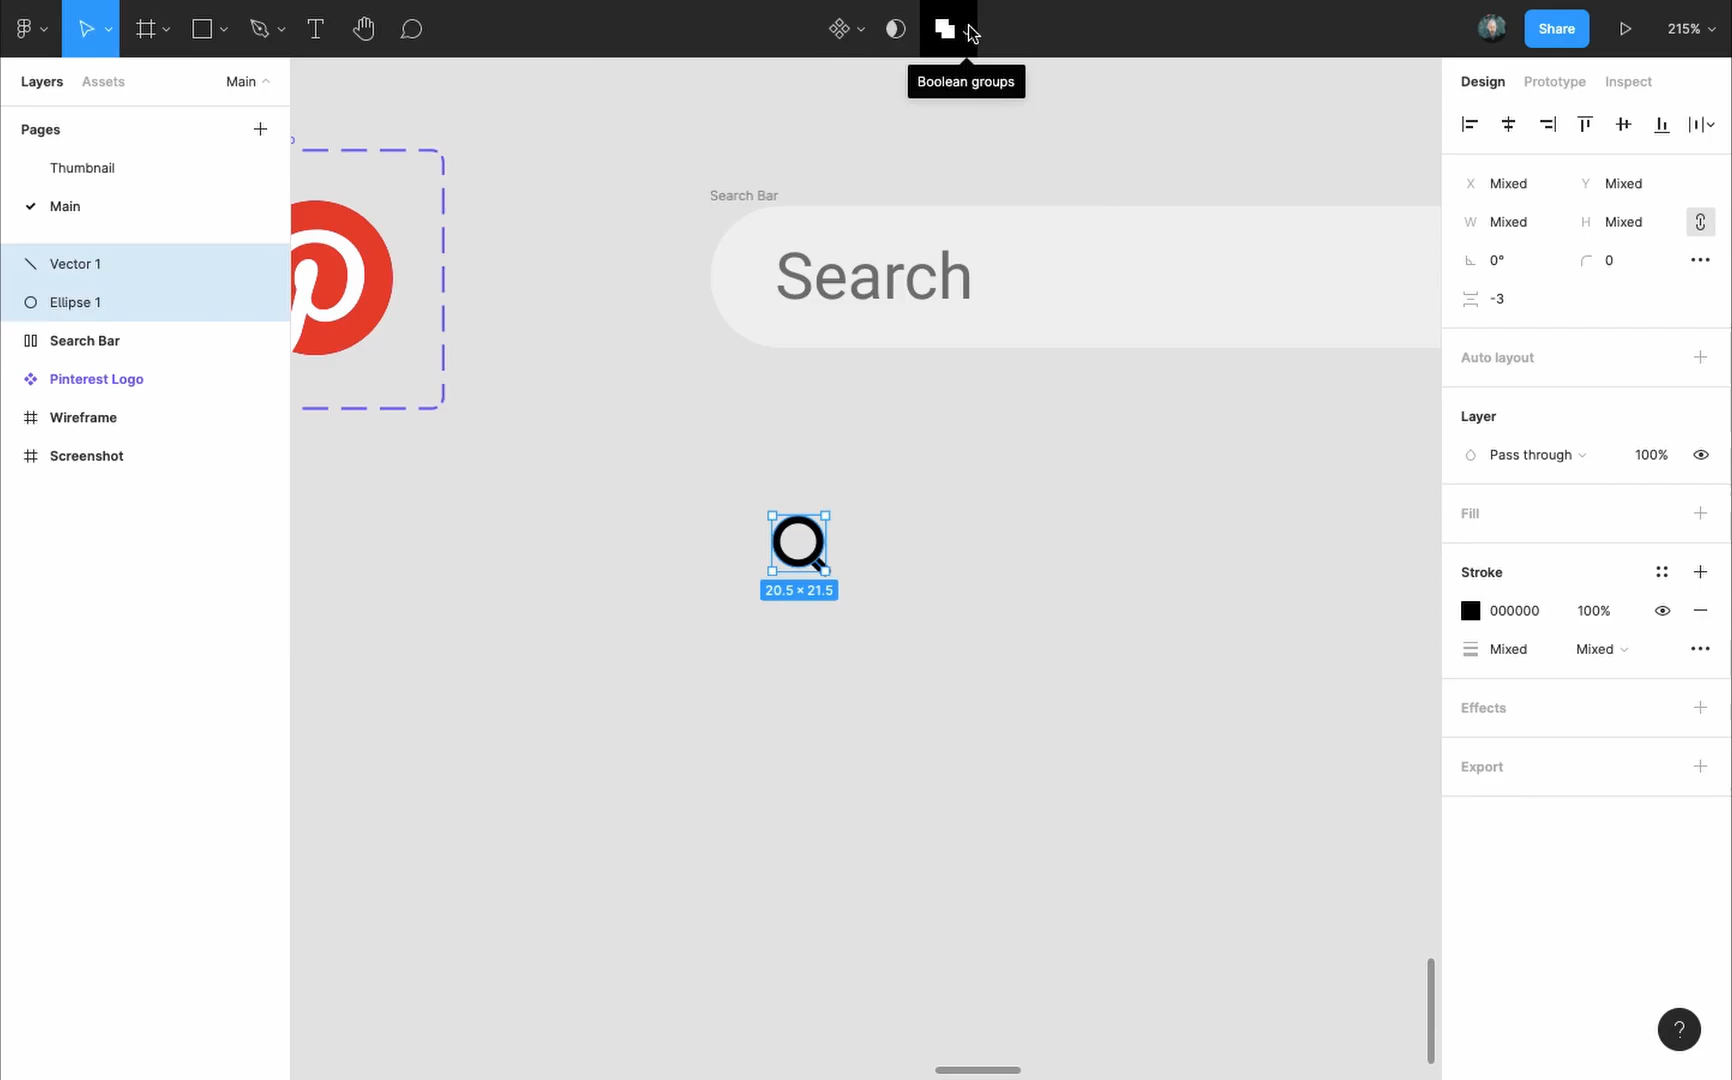 Share
215%
Boolean groups
Layers
Assets
Main
Pages
Thumbnail
Main
Vector 1
Ellipse 1
Search Bar
Pinterest Logo
Wireframe
Screenshot
Search Bar
Search
20.5 × 21.5
Design
Prototype
Inspect
X Mixed
Y Mixed
W Mixed
H Mixed
0°
0
-3
Auto layout
Layer
Pass through
100%
Fill
Stroke
000000
100%
Mixed
Mixed
Effects
Export
?